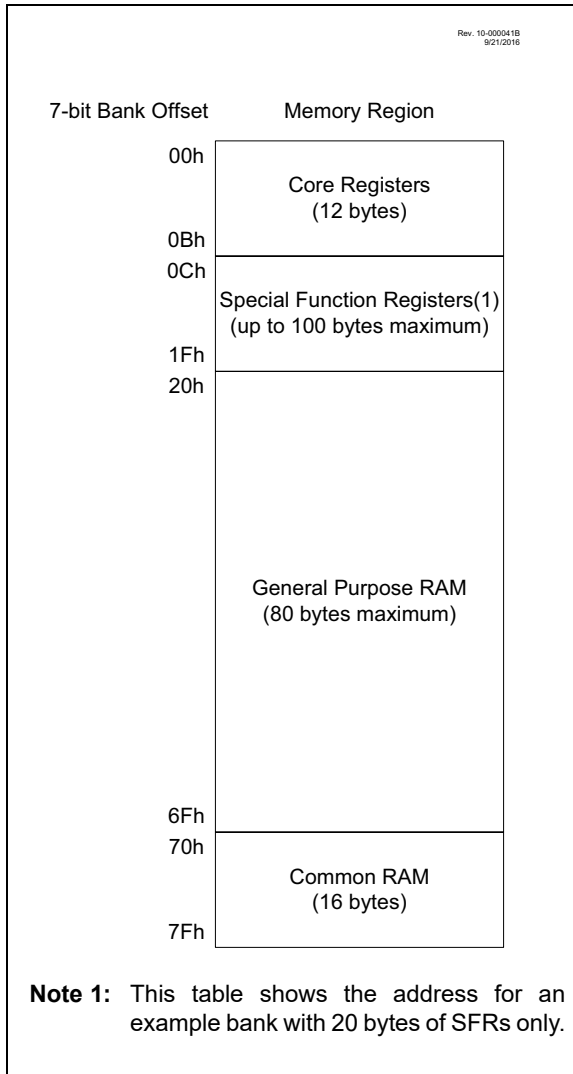 Rev. 10-000041B
9/21/2016
7-bit Bank Offset Memory Region
00h
Core Registers
(12 bytes)
0Bh
0Ch
Special Function Registers(1)
(up to 100 bytes maximum)
1Fh
20h
General Purpose RAM
(80 bytes maximum)
6Fh
70h
Common RAM
(16 bytes)
7Fh
Note 1: This table shows the address for an
example bank with 20 bytes of SFRs only.